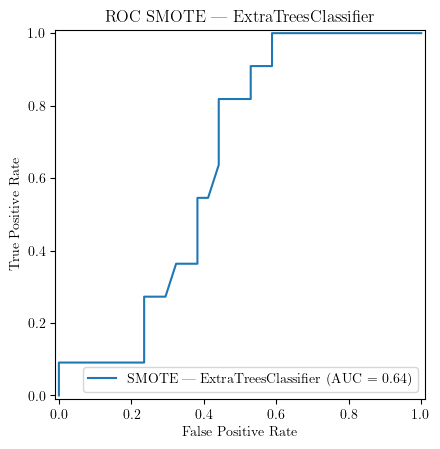 ROC SMOTE — ExtraTreesClassifier
1.0
0.8
0.6
0.4
0.2
0.0
True Positive Rate
SMOTE — ExtraTreesClassifier (AUC = 0.64)
0.0 0.2 0.4 0.6 0.8 1.0
False Positive Rate